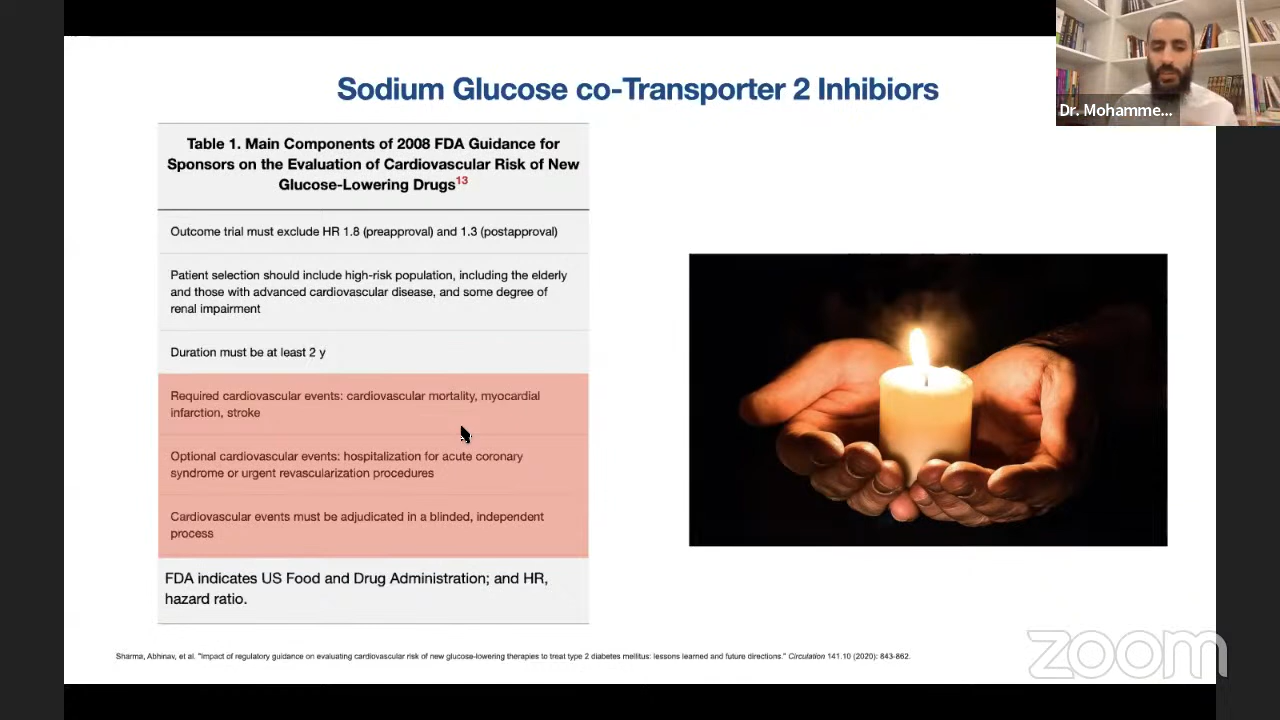 Sodium Glucose co-Transporter 2 Inhibiors
Dr. Mohamme...
Table 1. Main Components of 2008 FDA Guidance for
Sponsors on the Evaluation of Cardiovascular Risk of New
Glucose-Lowering Drugs13
Outcome trial must exclude HR 1.8 (preapproval) and 1.3 (postapproval)
Patient selection should include high-risk population, including the elderly
and those with advanced cardiovascular disease, and some degree of
renal impairment
Duration must be at least 2 y
Required cardiovascular events: cardiovascular mortality, myocardial
infarction, stroke
Optional cardiovascular events: hospitalization for acute coronary
syndrome or urgent revascularization procedures
Cardiovascular events must be adjudicated in a blinded, independent
process
FDA indicates US Food and Drug Administration; and HR,
hazard ratio.
Sharma, Abhinav, et al. "Impact of regulatory guidance on evaluating cardiovascular risk of new glucose-lowering therapies to treat type 2 diabetes mellitus: lessons learned and future directions." Circulation 141.10 (2020): 843-862.
zoom